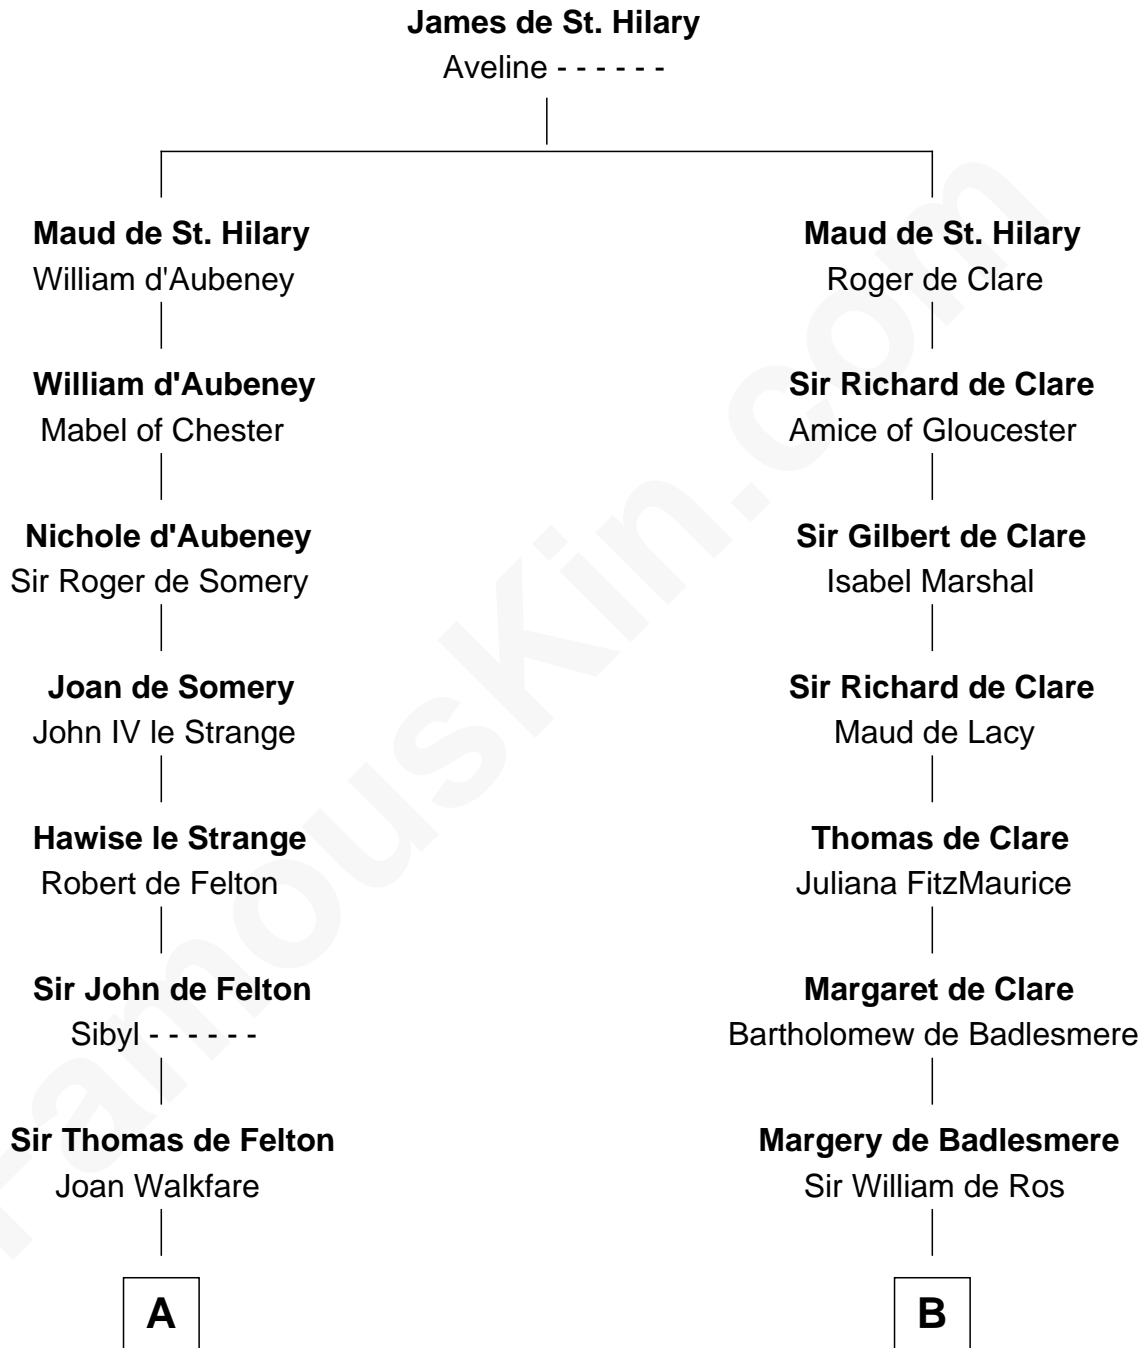 James de St. Hilary
Aveline - - - - - -
Maud de St. Hilary
William d'Aubeney
Maud de St. Hilary
Roger de Clare
William d'Aubeney
Mabel of Chester
Sir Richard de Clare
Amice of Gloucester
Nichole d'Aubeney
Sir Roger de Somery
Sir Gilbert de Clare
Isabel Marshal
Joan de Somery
John IV le Strange
Sir Richard de Clare
Maud de Lacy
Hawise le Strange
Robert de Felton
Thomas de Clare
Juliana FitzMaurice
Sir John de Felton
Sibyl - - - - - -
Margaret de Clare
Bartholomew de Badlesmere
Sir Thomas de Felton
Joan Walkfare
Margery de Badlesmere
Sir William de Ros
A
B
FamousKin.com